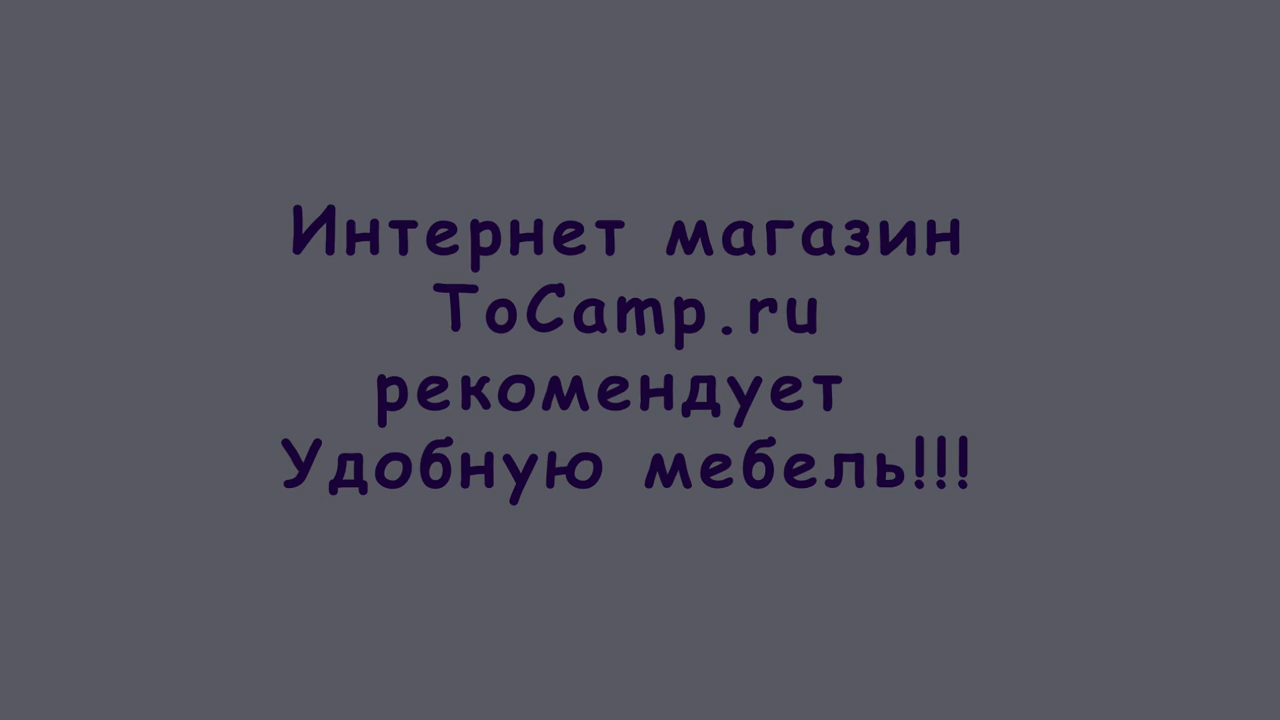 Интернет магазин
ToCamp.ru
рекомендует
Удобную мебель!!!